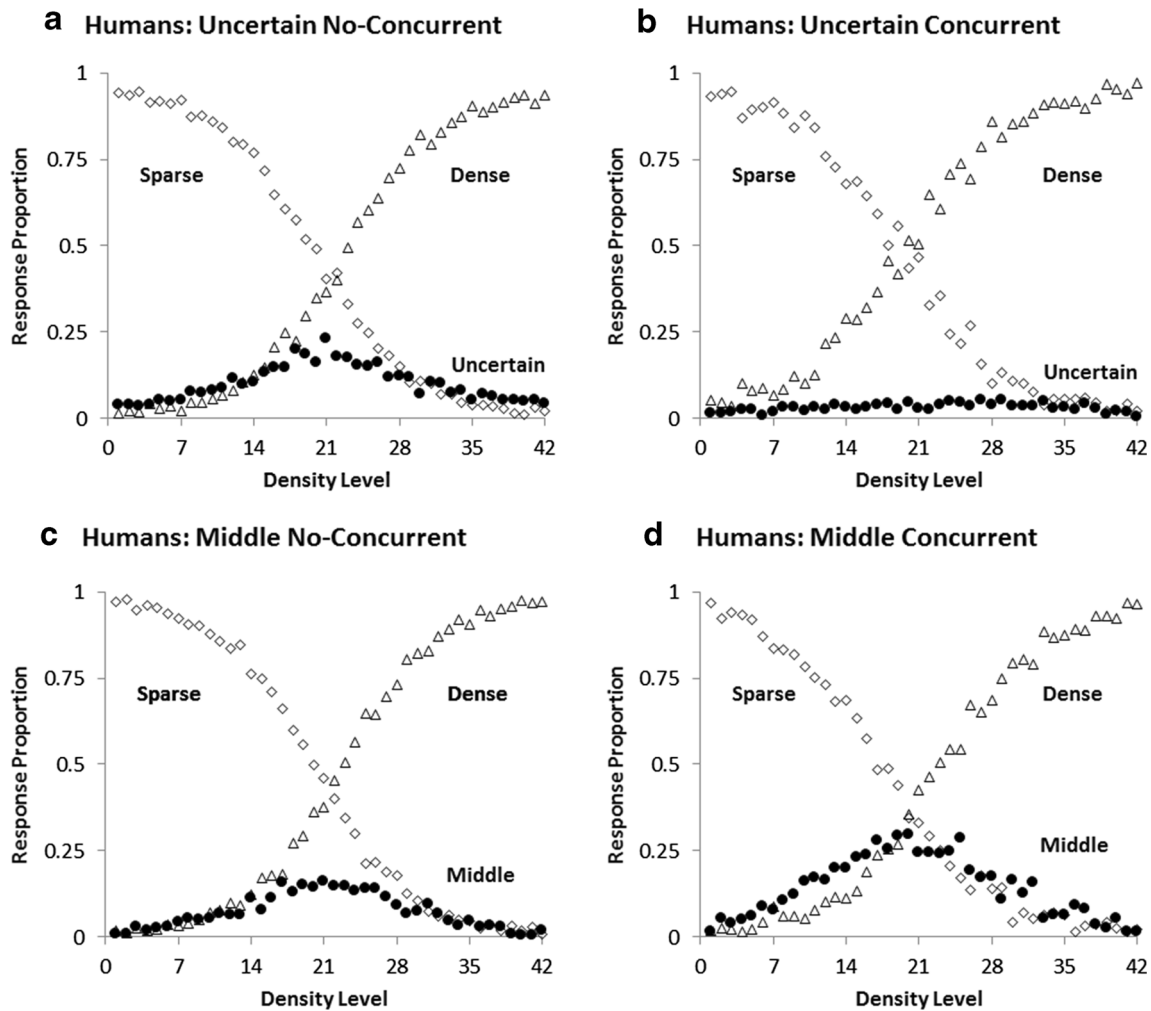 a Humans: Uncertain No-Concurrent
1
0.75
0.5
0.25
0
Response Proportion
Sparse
Dense
Uncertain
0 7 14 21 28 35 42
Density Level
b Humans: Uncertain Concurrent
1
0.75
0.5
0.25
0
Response Proportion
Sparse
Dense
Uncertain
0 7 14 21 28 35 42
Density Level
c Humans: Middle No-Concurrent
1
0.75
0.5
0.25
0
Response Proportion
Sparse
Dense
Middle
0 7 14 21 28 35 42
Density Level
d Humans: Middle Concurrent
1
0.75
0.5
0.25
0
Response Proportion
Sparse
Dense
Middle
0 7 14 21 28 35 42
Density Level